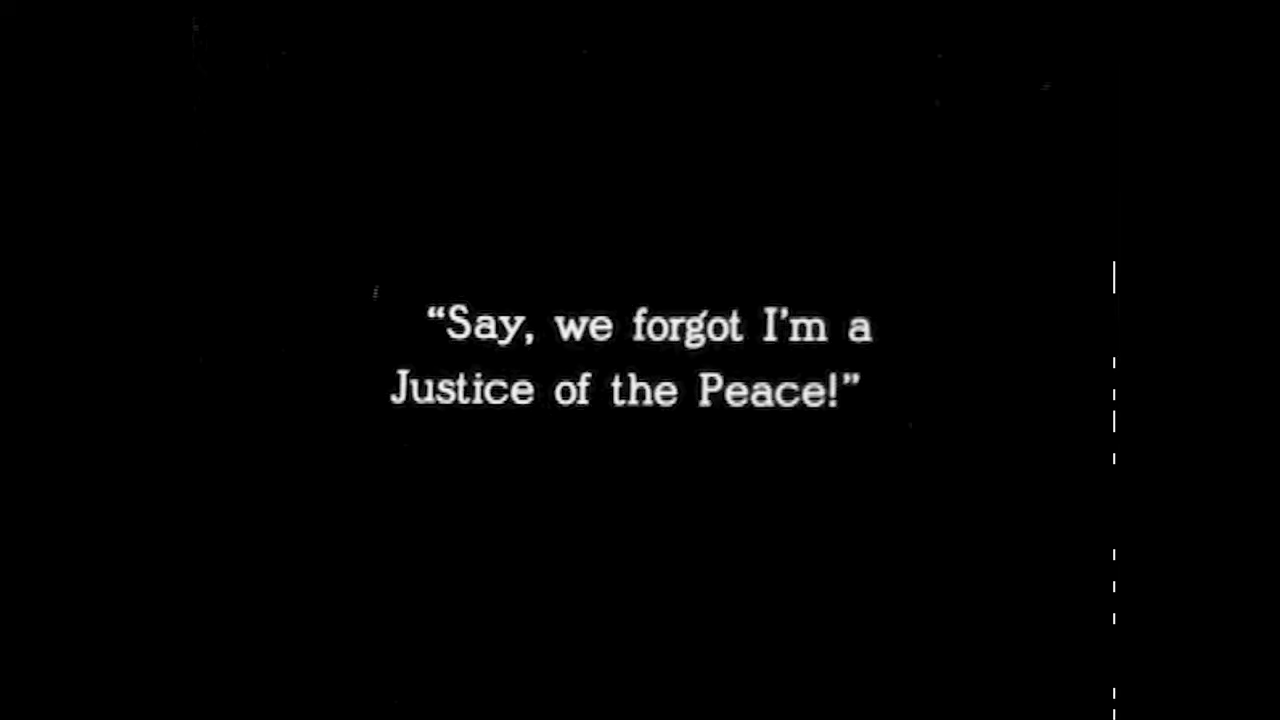 “Say, we forgot I’m a
Justice of the Peace!”